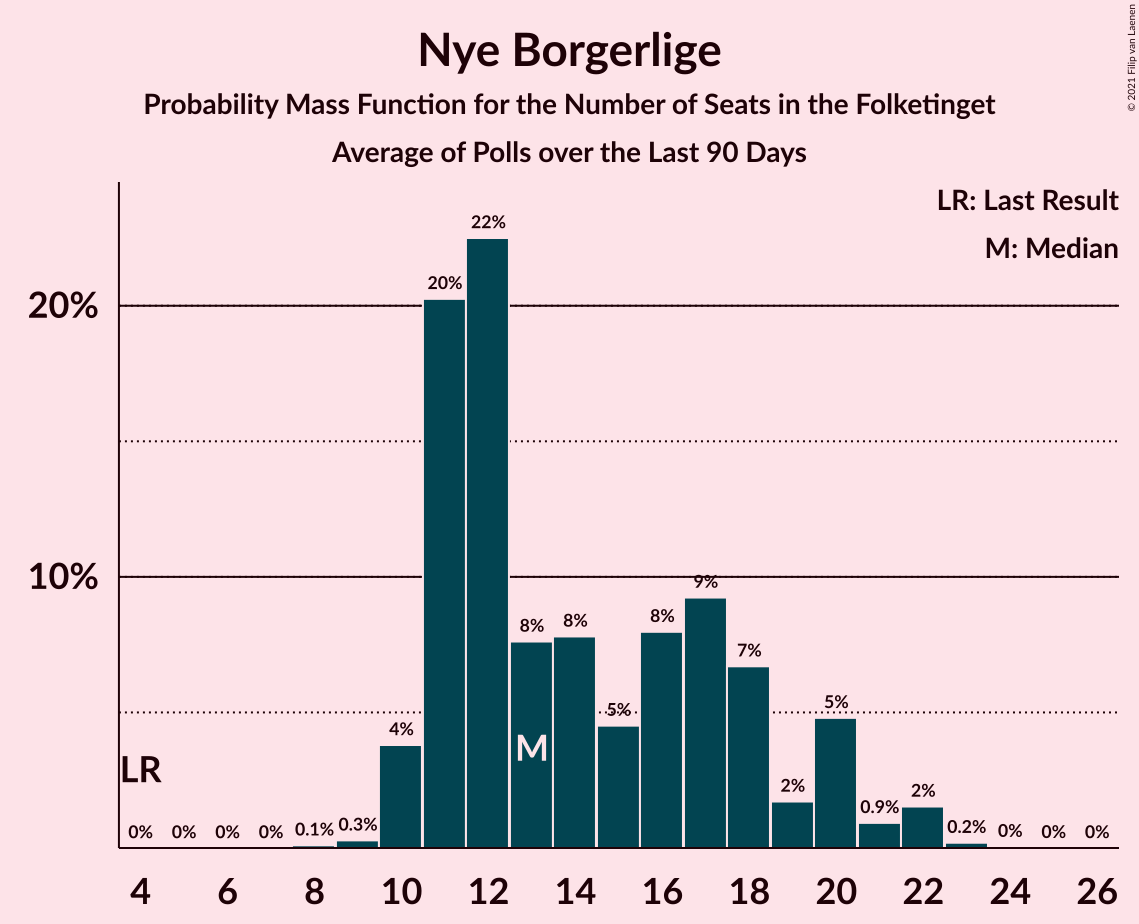 Nye Borgerlige
Probability Mass Function for the Number of Seats in the Folketinget
Average of Polls over the Last 90 Days
© 2021 Filip van Laenen
LR: Last Result
M: Median
20%
10%
LR
M
0%
0%
0%
0%
0.1%
0.3%
4%
20%
22%
8%
8%
5%
8%
9%
7%
2%
5%
0.9%
2%
0.2%
0%
0%
0%
4 6 8 10 12 14 16 18 20 22 24 26